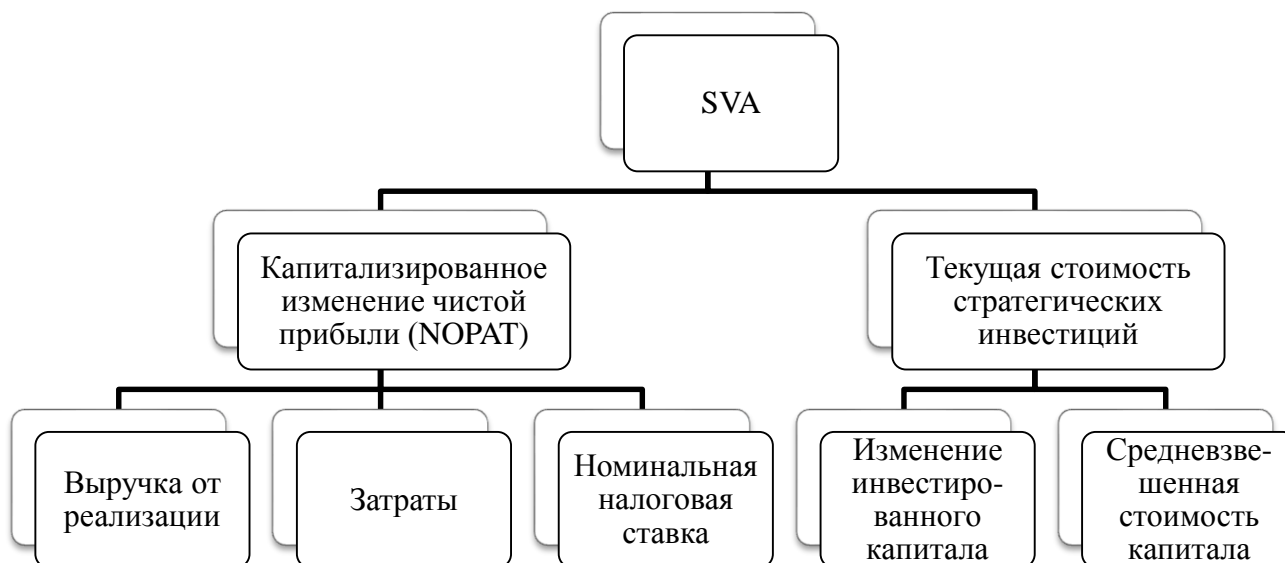 SVA
Капитализированное
изменение чистой
прибыли (NOPAT)
Текущая стоимость
стратегических
инвестиций
Выручка от
реализации
Затраты
Номинальная
налоговая
ставка
Изменение
инвестиро-
ванного
капитала
Средневзве-
шенная
стоимость
капитала